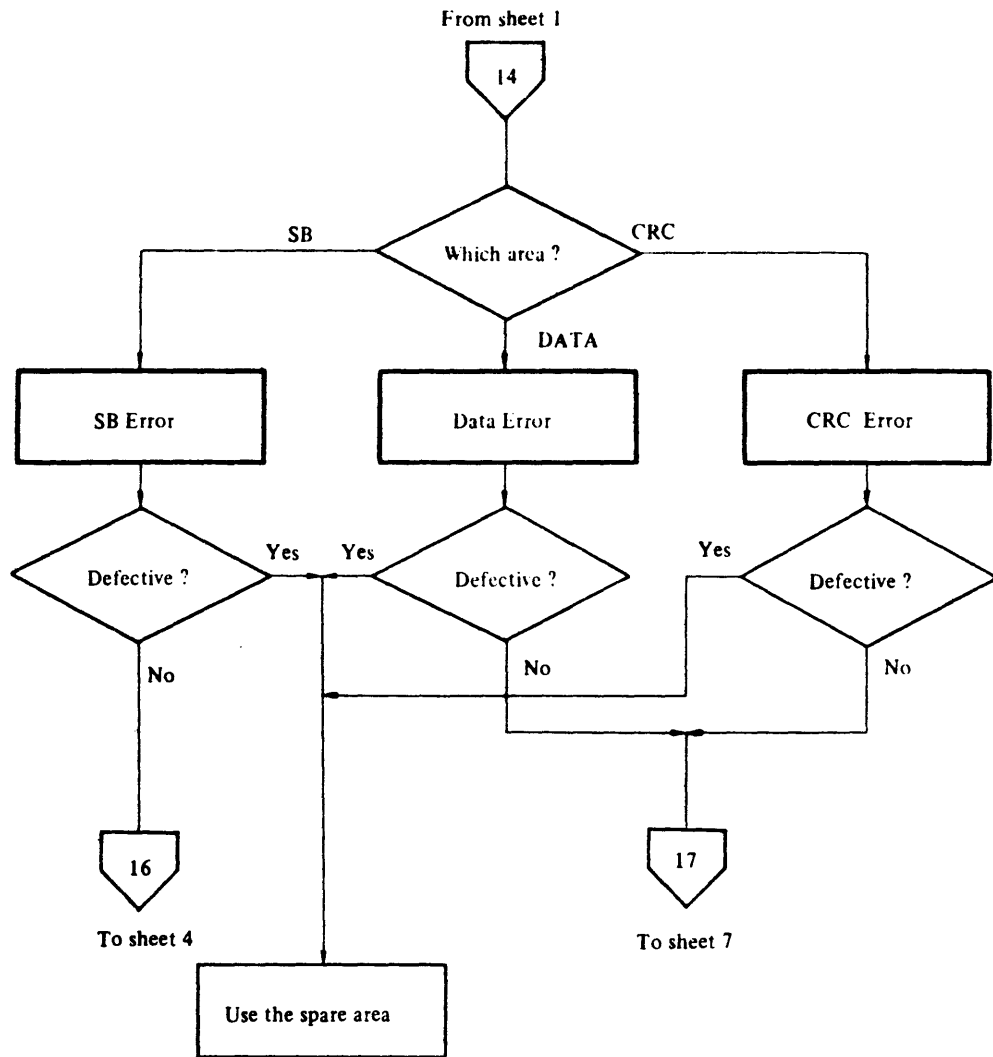 From sheet 1
14
SB
Which area ?
CRC
DATA
SB Error
Data Error
CRC Error
Defective ?
Yes
Yes
Defective ?
Yes
Defective ?
No
No
No
16
To sheet 4
17
To sheet 7
Use the spare area